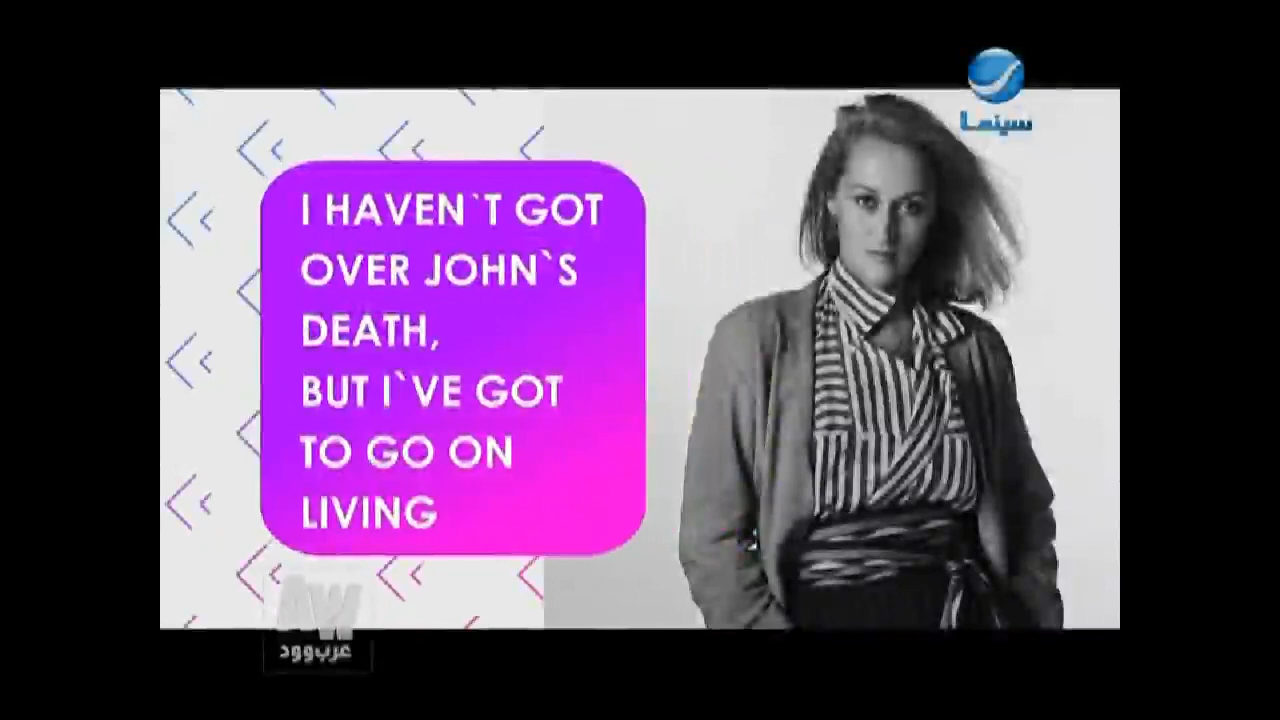 سينما
I HAVEN`T GOT
OVER JOHN`S
DEATH,
BUT I`VE GOT
TO GO ON
LIVING
AW
عرب وود